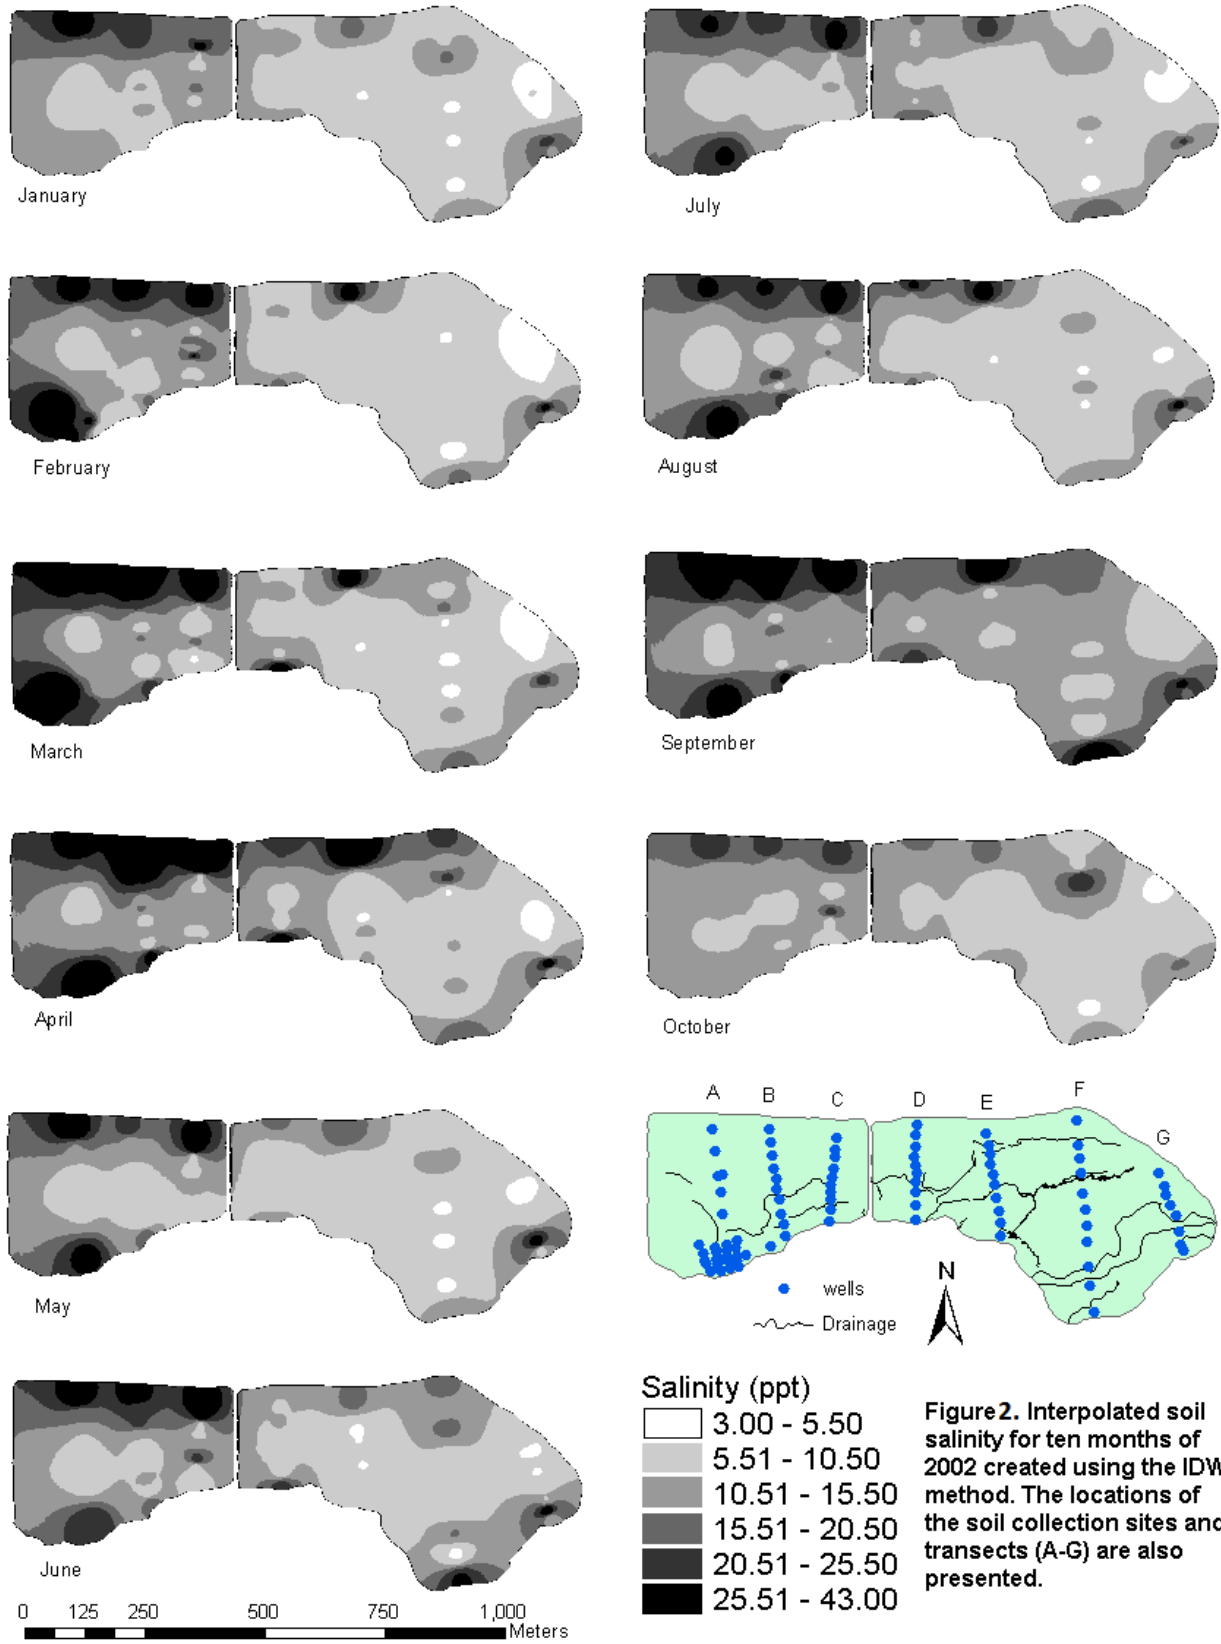 January
July
February
August
March
September
April
October
A B C D E F G
wells
Drainage
N
May
June
0 125 250 500 750 1,000
Meters
Salinity (ppt)
3.00 - 5.50
5.51 - 10.50
10.51 - 15.50
15.51 - 20.50
20.51 - 25.50
25.51 - 43.00
Figure 2. Interpolated soil
salinity for ten months of
2002 created using the IDW
method. The locations of
the soil collection sites and
transects (A-G) are also
presented.